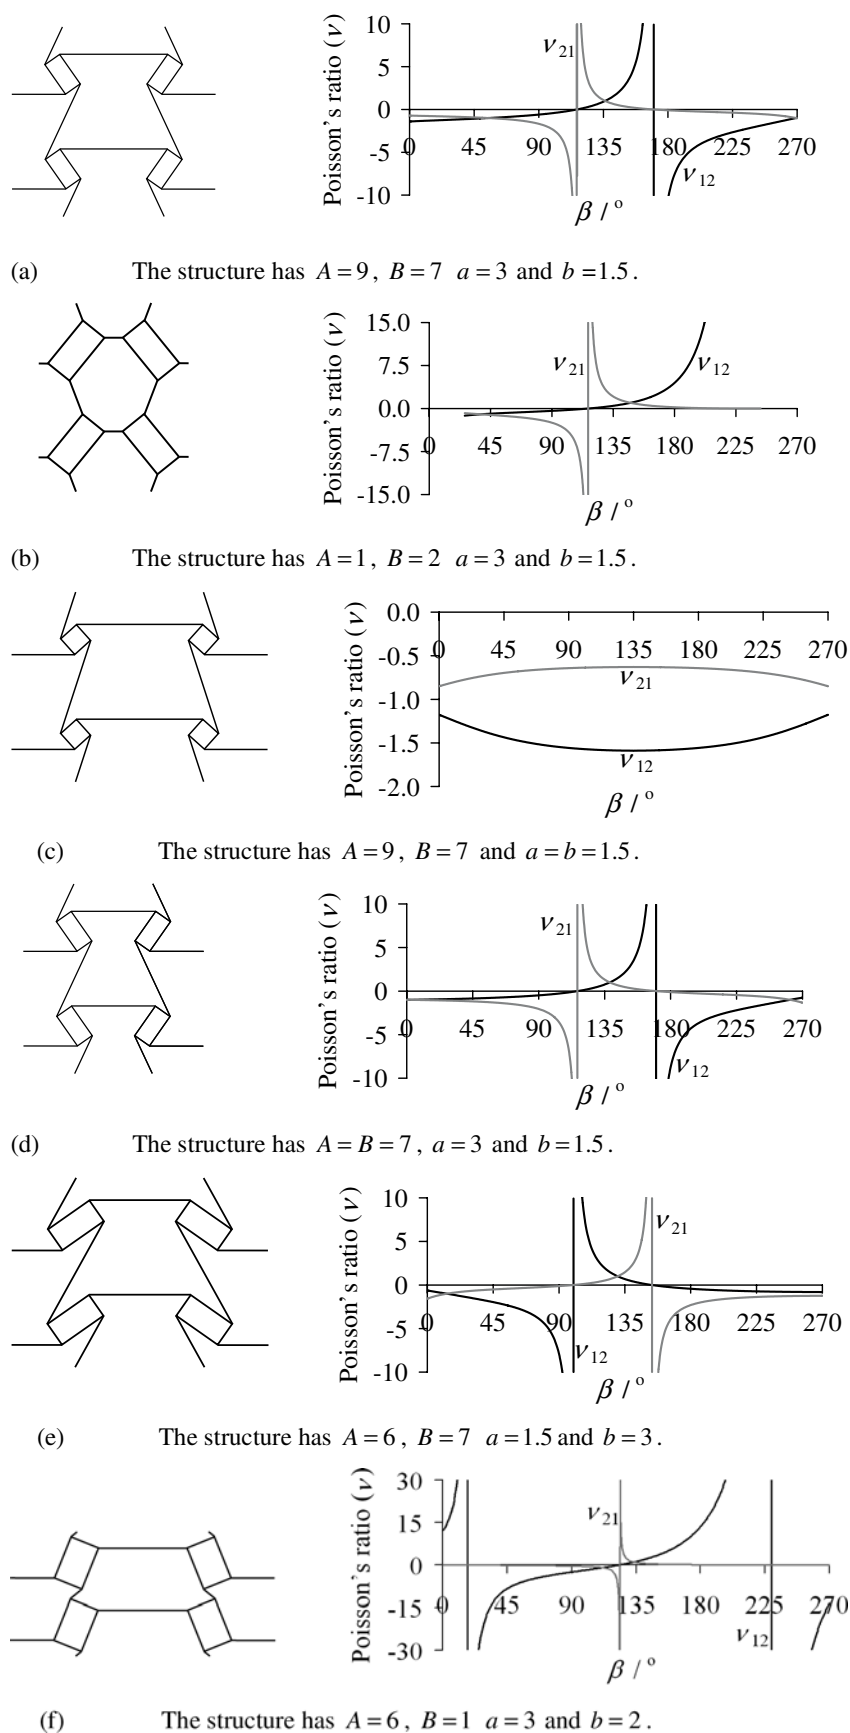 10
5
0
-5
-10
Poisson's ratio (ν)
ν21
0 45 90 135 180 225 270
ν12
β / °
(a) The structure has A = 9, B = 7 a = 3 and b =1.5.
15.0
7.5
0.0
-7.5
-15.0
Poisson's ratio (ν)
ν21
ν12
0 45 90 135 180 225 270
β / °
(b) The structure has A = 1, B = 2 a = 3 and b = 1.5.
0.0
-0.5
-1.0
-1.5
-2.0
Poisson's ratio (ν)
0 45 90 135 180 225 270
ν21
ν12
β / °
(c) The structure has A = 9, B = 7 and a = b = 1.5.
10
5
0
-5
-10
Poisson's ratio (ν)
ν21
0 45 90 135 180 225 270
ν12
β / °
(d) The structure has A = B = 7, a = 3 and b = 1.5.
10
5
0
-5
-10
Poisson's ratio (ν)
ν21
0 45 90 135 180 225 270
ν12
β / °
(e) The structure has A = 6, B = 7 a = 1.5 and b = 3.
30
15
0
-15
-30
Poisson's ratio (ν)
ν21
0 45 90 135 180 225 270
ν12
β / °
(f) The structure has A = 6, B = 1 a = 3 and b = 2.